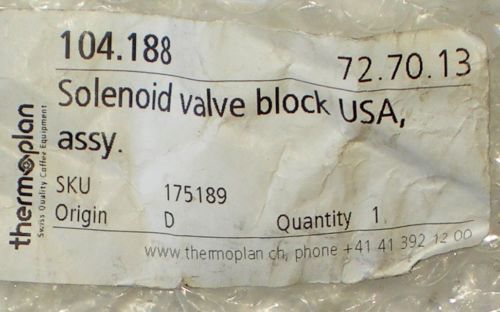 104.188 72.70.13
Solenoid valve block USA,
assy.
SKU 175189
Origin D Quantity 1
www.thermoplan.ch, phone +41 41 392 12 00
thermoplan
Swiss Quality Coffee Equipment